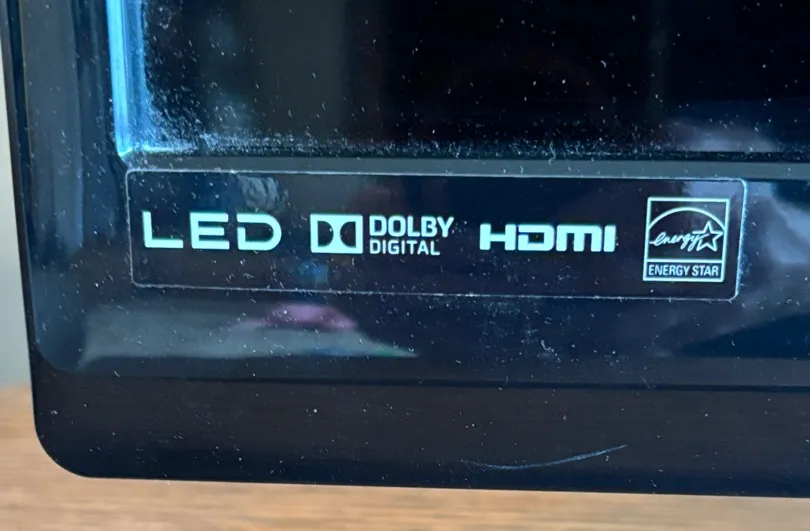 LED
DOLBY
DIGITAL
HDMI
energy
ENERGY STAR